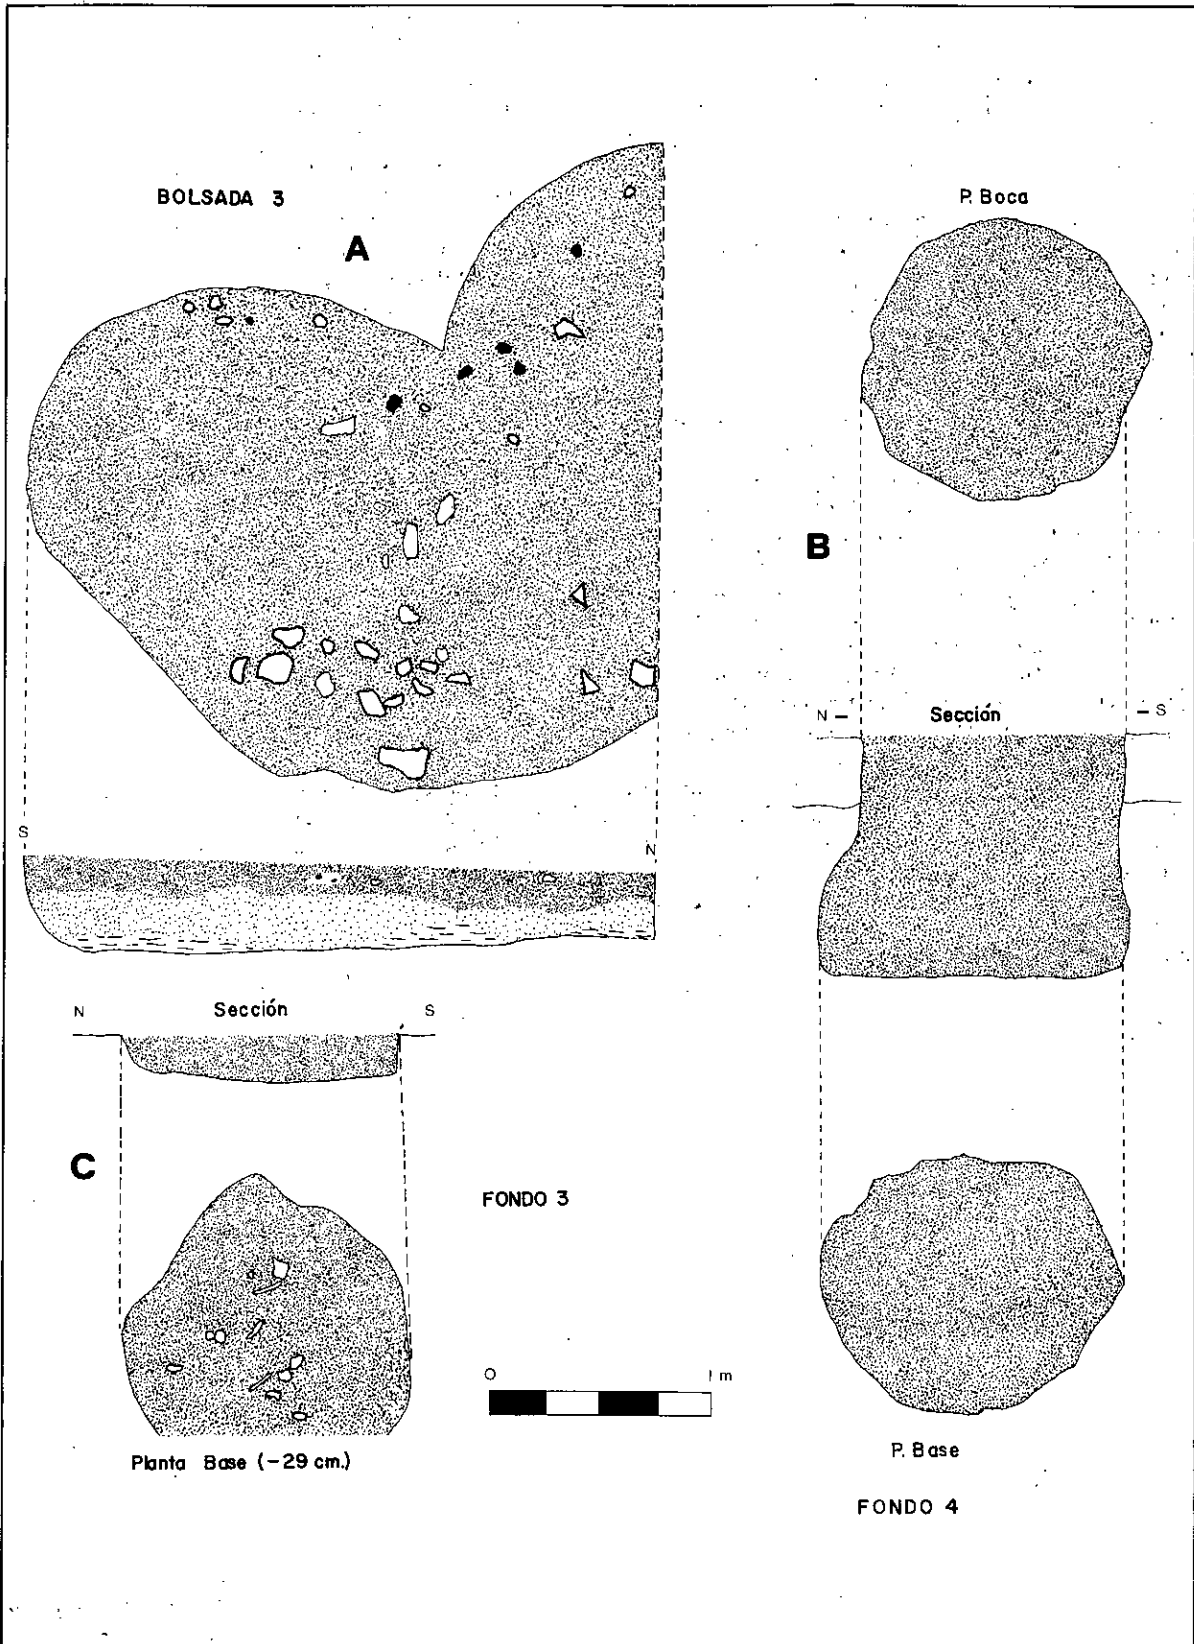 BOLSADA 3
A
P. Boca
B
N – Sección – S
S
N
N Sección S
C
FONDO 3
0 1 m
Planta Base (-29 cm.)
P. Base
FONDO 4